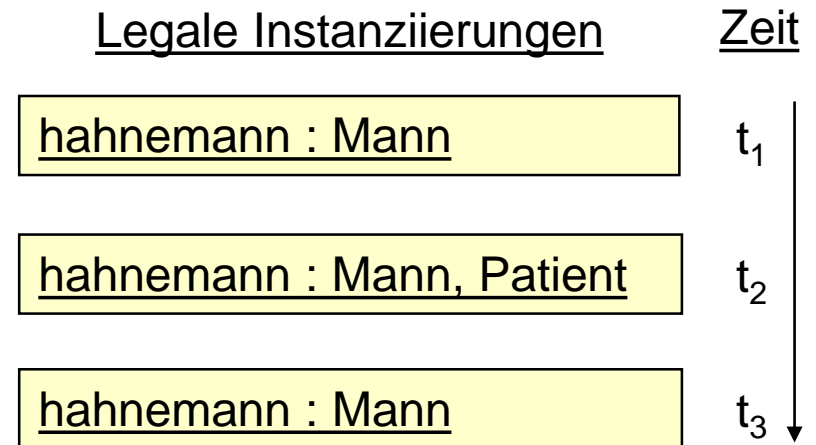 Legale Instanziierungen Zeit
hahnemann : Mann t₁
hahnemann : Mann, Patient t₂
hahnemann : Mann t₃